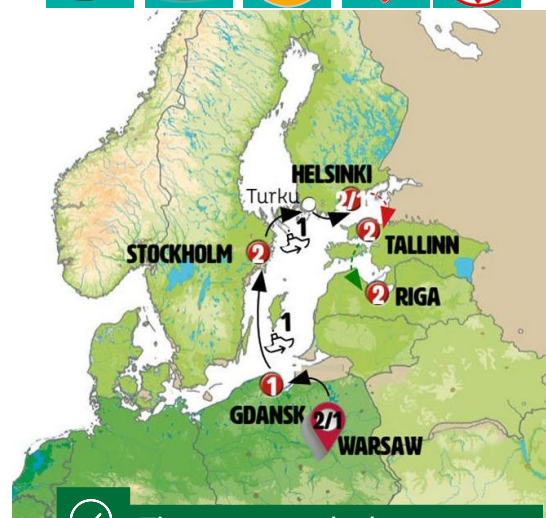 HELSINKI
Turku
2/1
1
2
TALLINN
STOCKHOLM
2
2
RIGA
1
1
GDANSK
2/1
WARSAW